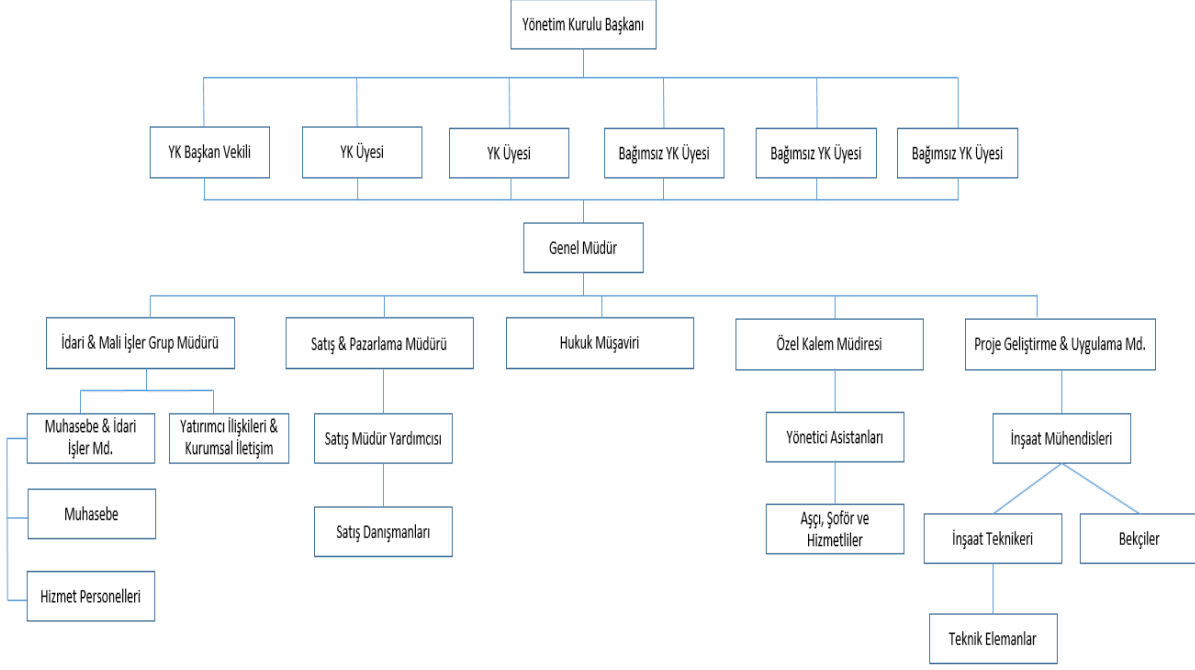 Yönetim Kurulu Başkanı
YK Başkan Vekili
YK Üyesi
YK Üyesi
Bağımsız YK Üyesi
Bağımsız YK Üyesi
Bağımsız YK Üyesi
Genel Müdür
İdari & Mali İşler Grup Müdürü
Satış & Pazarlama Müdürü
Hukuk Müşaviri
Özel Kalem Müdiresi
Proje Geliştirme & Uygulama Md.
Muhasebe & İdari
İşler Md.
Yatırımcı İlişkileri &
Kurumsal İletişim
Satış Müdür Yardımcısı
Yönetici Asistanları
İnşaat Mühendisleri
Muhasebe
Satış Danışmanları
Aşçı, Şoför ve
Hizmetliler
İnşaat Teknikeri
Bekçiler
Hizmet Personelleri
Teknik Elemanlar